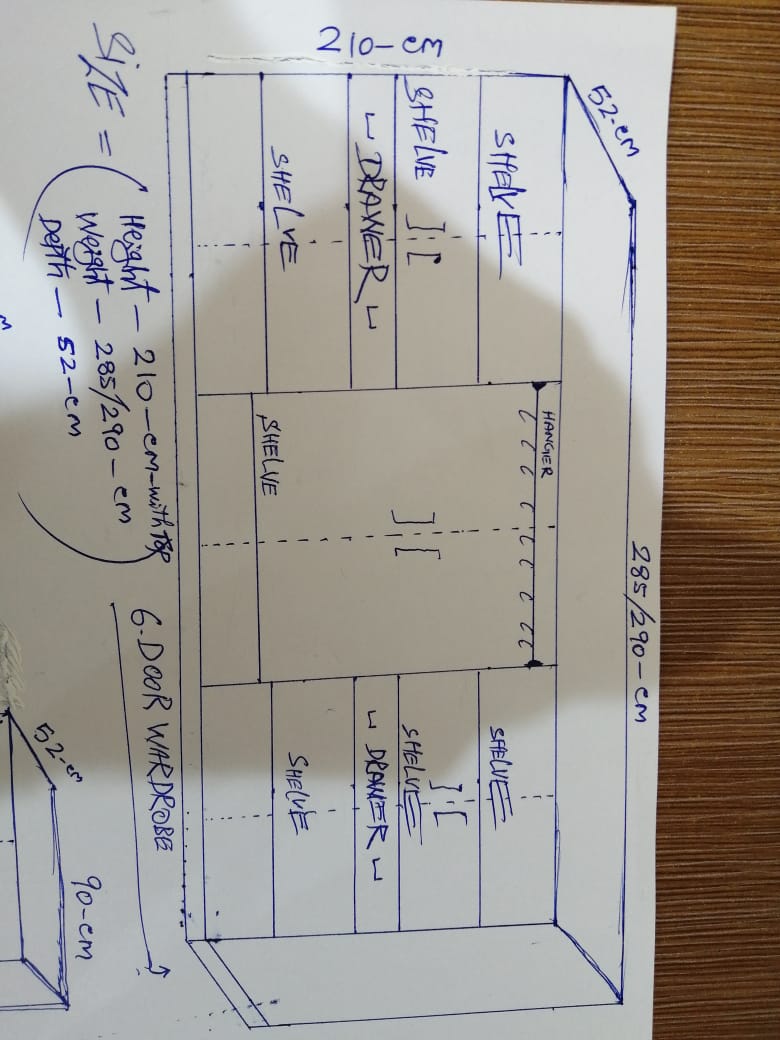 285/290-cm
52-cm
HANGER
SHELVE
SHELVE
SHELVE
SHELVE
210-cm
DRAWER
DRAWER
SHELVE
SHELVE
SHELVE
SIZE = (Height - 210-cm-with TOP
Weight - 285/290-cm
Depth - 52-cm)
6.DOOR WARDROBE
90-cm
52-cm
m